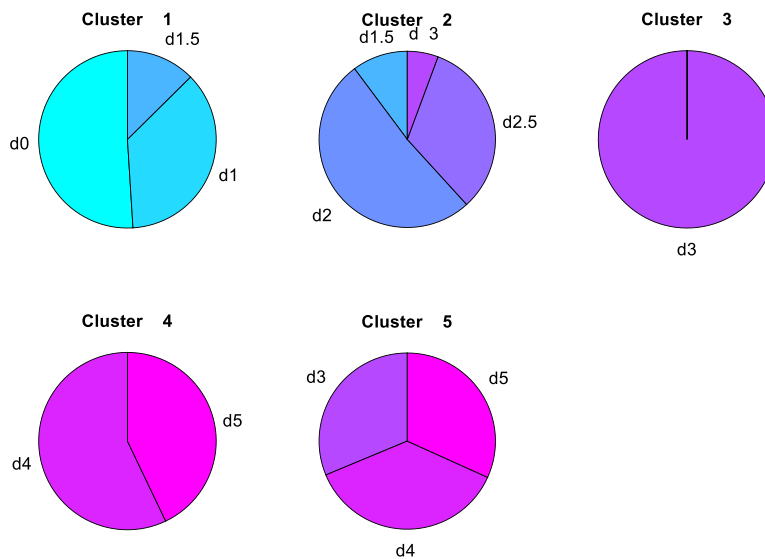 Cluster 1
d1.5
d0
d1
Cluster 2
d1.5
d 3
d2.5
d2
Cluster 3
d3
Cluster 4
d5
d4
Cluster 5
d3
d5
d4